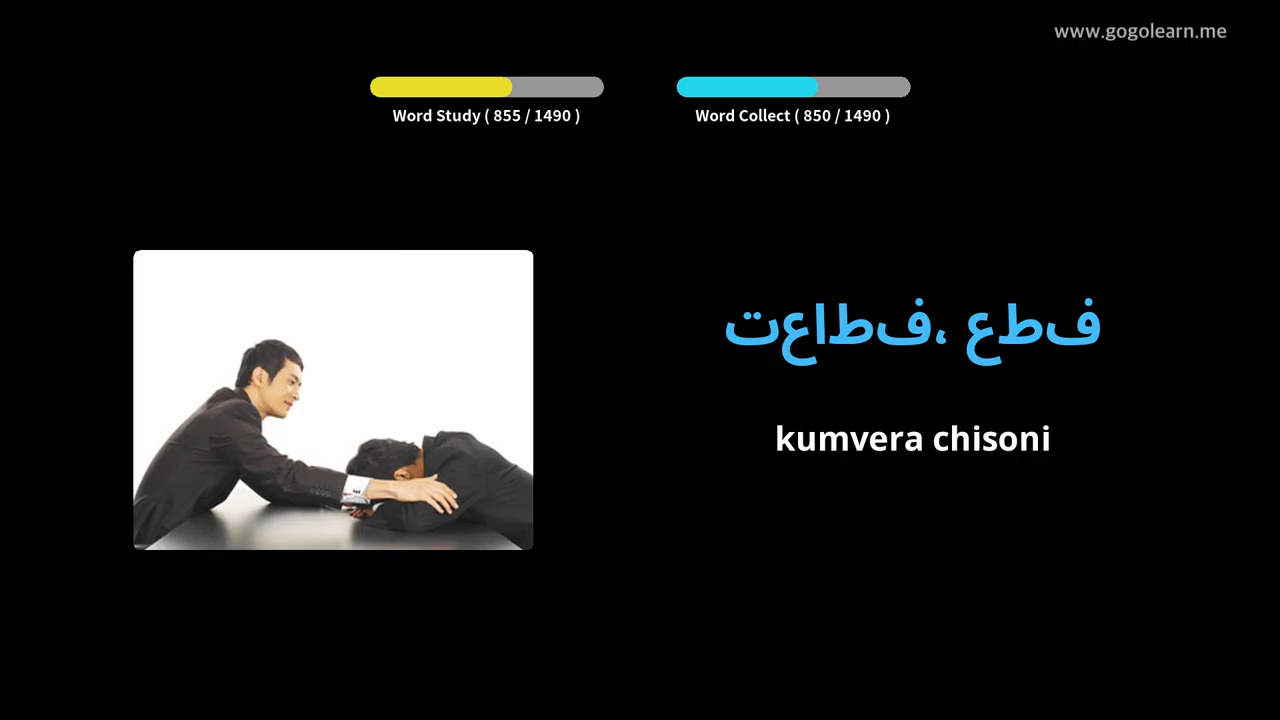 www.gogolearn.me
Word Study ( 855 / 1490 )
Word Collect ( 850 / 1490 )
تعاطف، عطف
kumvera chisoni